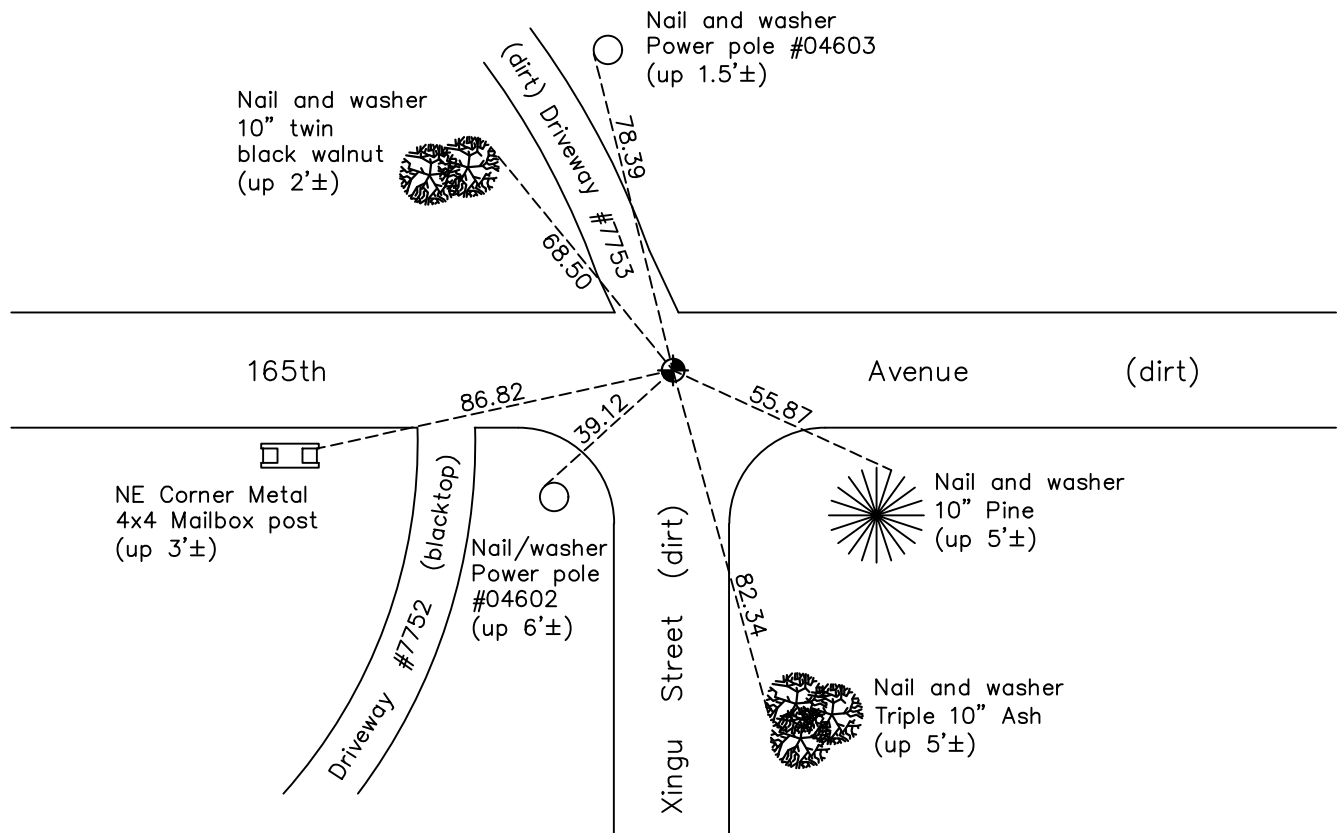 Nail and washer
Power pole #04603
(up 1.5'±)
Nail and washer
10" twin
black walnut
(up 2'±)
(dirt) Driveway #7753
78.39
68.50
165th Avenue (dirt)
86.82
39.12
55.87
NE Corner Metal
4x4 Mailbox post
(up 3'±)
Driveway #7752 (blacktop)
Nail/washer
Power pole
#04602
(up 6'±)
Xingu Street (dirt)
Nail and washer
10" Pine
(up 5'±)
82.34
Nail and washer
Triple 10" Ash
(up 5'±)